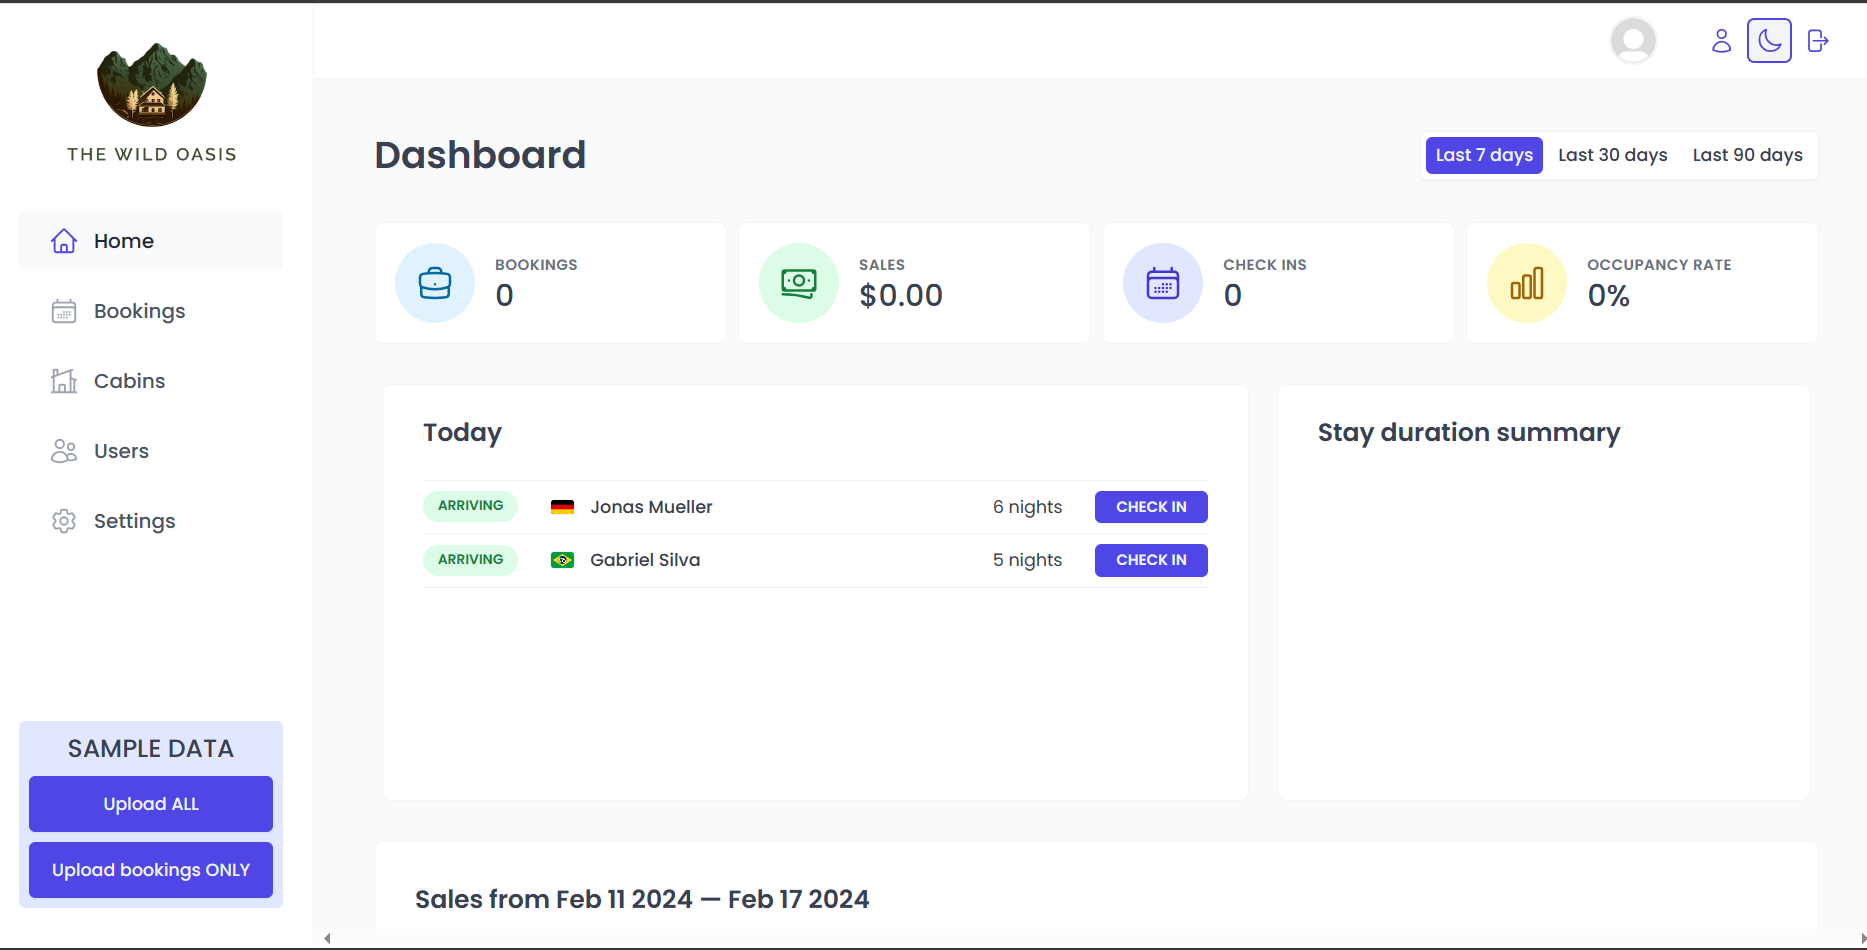 THE WILD OASIS
Home
Bookings
Cabins
Users
Settings
SAMPLE DATA
Upload ALL
Upload bookings ONLY
Dashboard
Last 7 days Last 30 days Last 90 days
BOOKINGS
0
SALES
$0.00
CHECK INS
0
OCCUPANCY RATE
0%
Today
ARRIVING Jonas Mueller 6 nights CHECK IN
ARRIVING Gabriel Silva 5 nights CHECK IN
Stay duration summary
Sales from Feb 11 2024 — Feb 17 2024